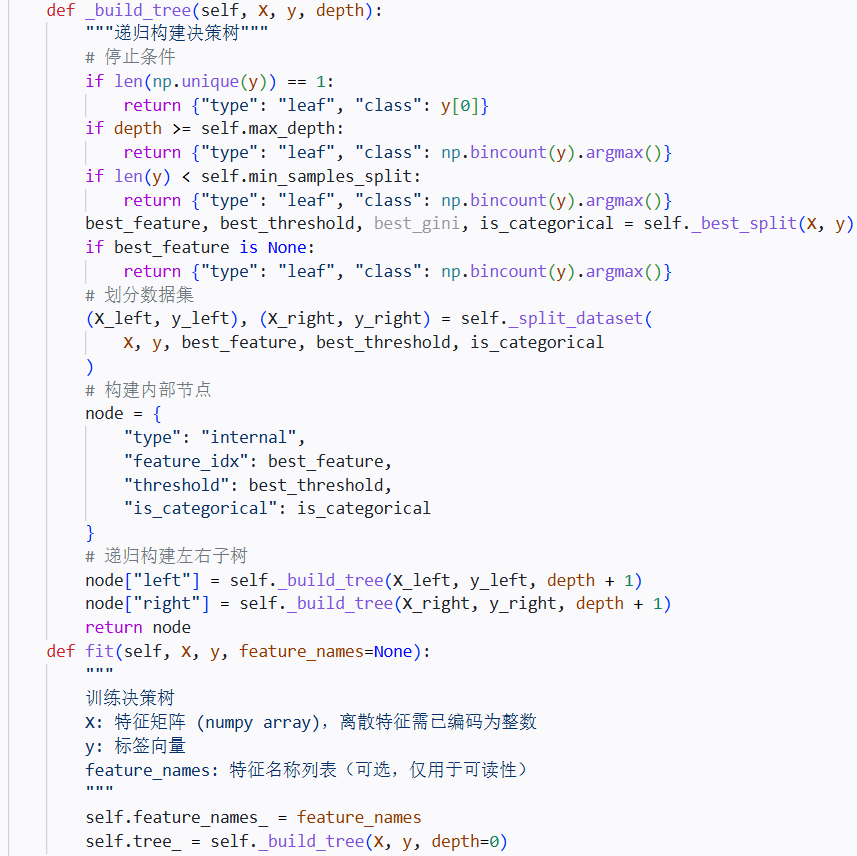 def _build_tree(self, X, y, depth):
    """递归构建决策树"""
    # 停止条件
    if len(np.unique(y)) == 1:
        return {"type": "leaf", "class": y[0]}
    if depth >= self.max_depth:
        return {"type": "leaf", "class": np.bincount(y).argmax()}
    if len(y) < self.min_samples_split:
        return {"type": "leaf", "class": np.bincount(y).argmax()}
    best_feature, best_threshold, best_gini, is_categorical = self._best_split(X, y)
    if best_feature is None:
        return {"type": "leaf", "class": np.bincount(y).argmax()}
    # 划分数据集
    (X_left, y_left), (X_right, y_right) = self._split_dataset(
        X, y, best_feature, best_threshold, is_categorical
    )
    # 构建内部节点
    node = {
        "type": "internal",
        "feature_idx": best_feature,
        "threshold": best_threshold,
        "is_categorical": is_categorical
    }
    # 递归构建左右子树
    node["left"] = self._build_tree(X_left, y_left, depth + 1)
    node["right"] = self._build_tree(X_right, y_right, depth + 1)
    return node
def fit(self, X, y, feature_names=None):
    """
    训练决策树
    X: 特征矩阵 (numpy array)，离散特征需已编码为整数
    y: 标签向量
    feature_names: 特征名称列表（可选，仅用于可读性）
    """
    self.feature_names_ = feature_names
    self.tree_ = self._build_tree(X, y, depth=0)